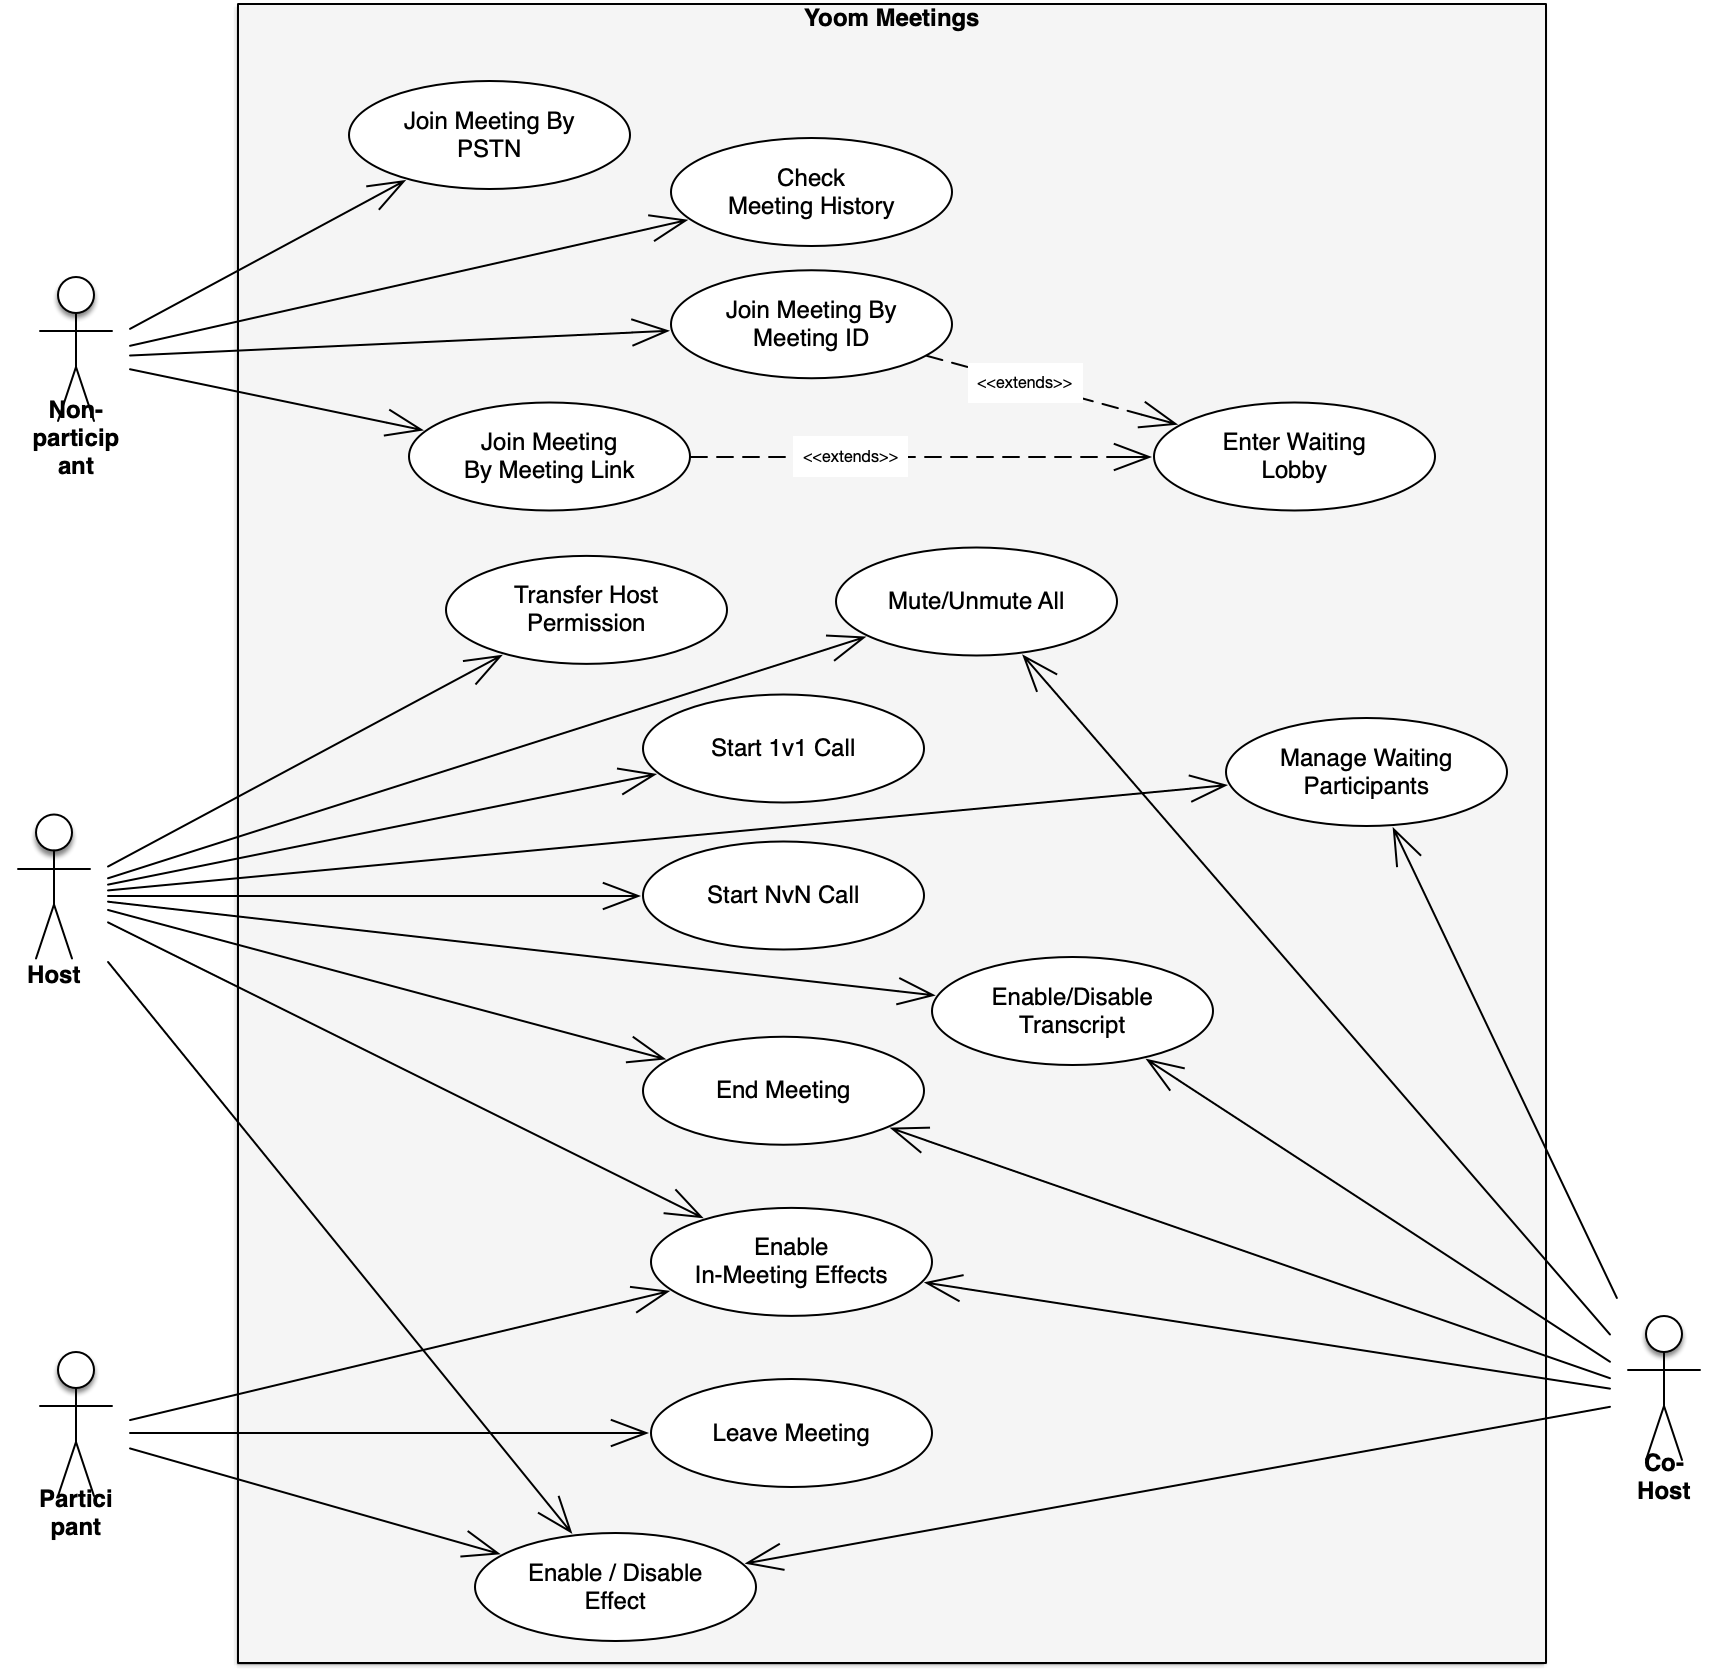 Yoom Meetings
Join Meeting By
PSTN
Check
Meeting History
Join Meeting By
Meeting ID
<<extends>>
Non-
particip
ant
Join Meeting
By Meeting Link
<<extends>>
Enter Waiting
Lobby
Transfer Host
Permission
Mute/Unmute All
Start 1v1 Call
Manage Waiting
Participants
Start NvN Call
Host
Enable/Disable
Transcript
End Meeting
Enable
In-Meeting Effects
Leave Meeting
Partici
pant
Co-
Host
Enable / Disable
Effect